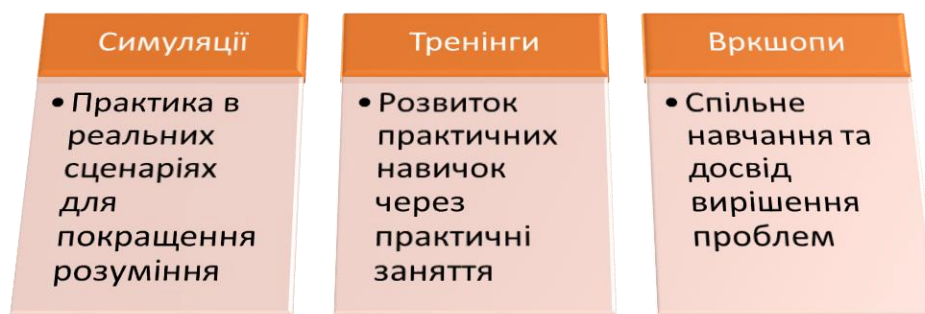 Симуляції
• Практика в
реальних
сценаріях
для
покращення
розуміння
Тренінги
• Розвиток
практичних
навичок
через
практичні
заняття
Вркшопи
• Спільне
навчання та
досвід
вирішення
проблем